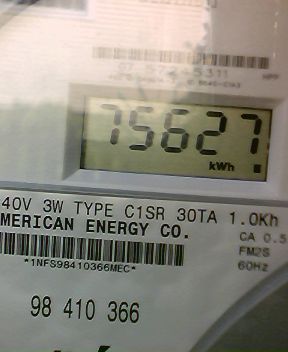 75627
kWh
40V 3W TYPE C1SR 30TA 1.0Kh
MERICAN ENERGY CO.
CA 0.5
FM2S
*1NFS98410366MEC*
60Hz
98 410 366